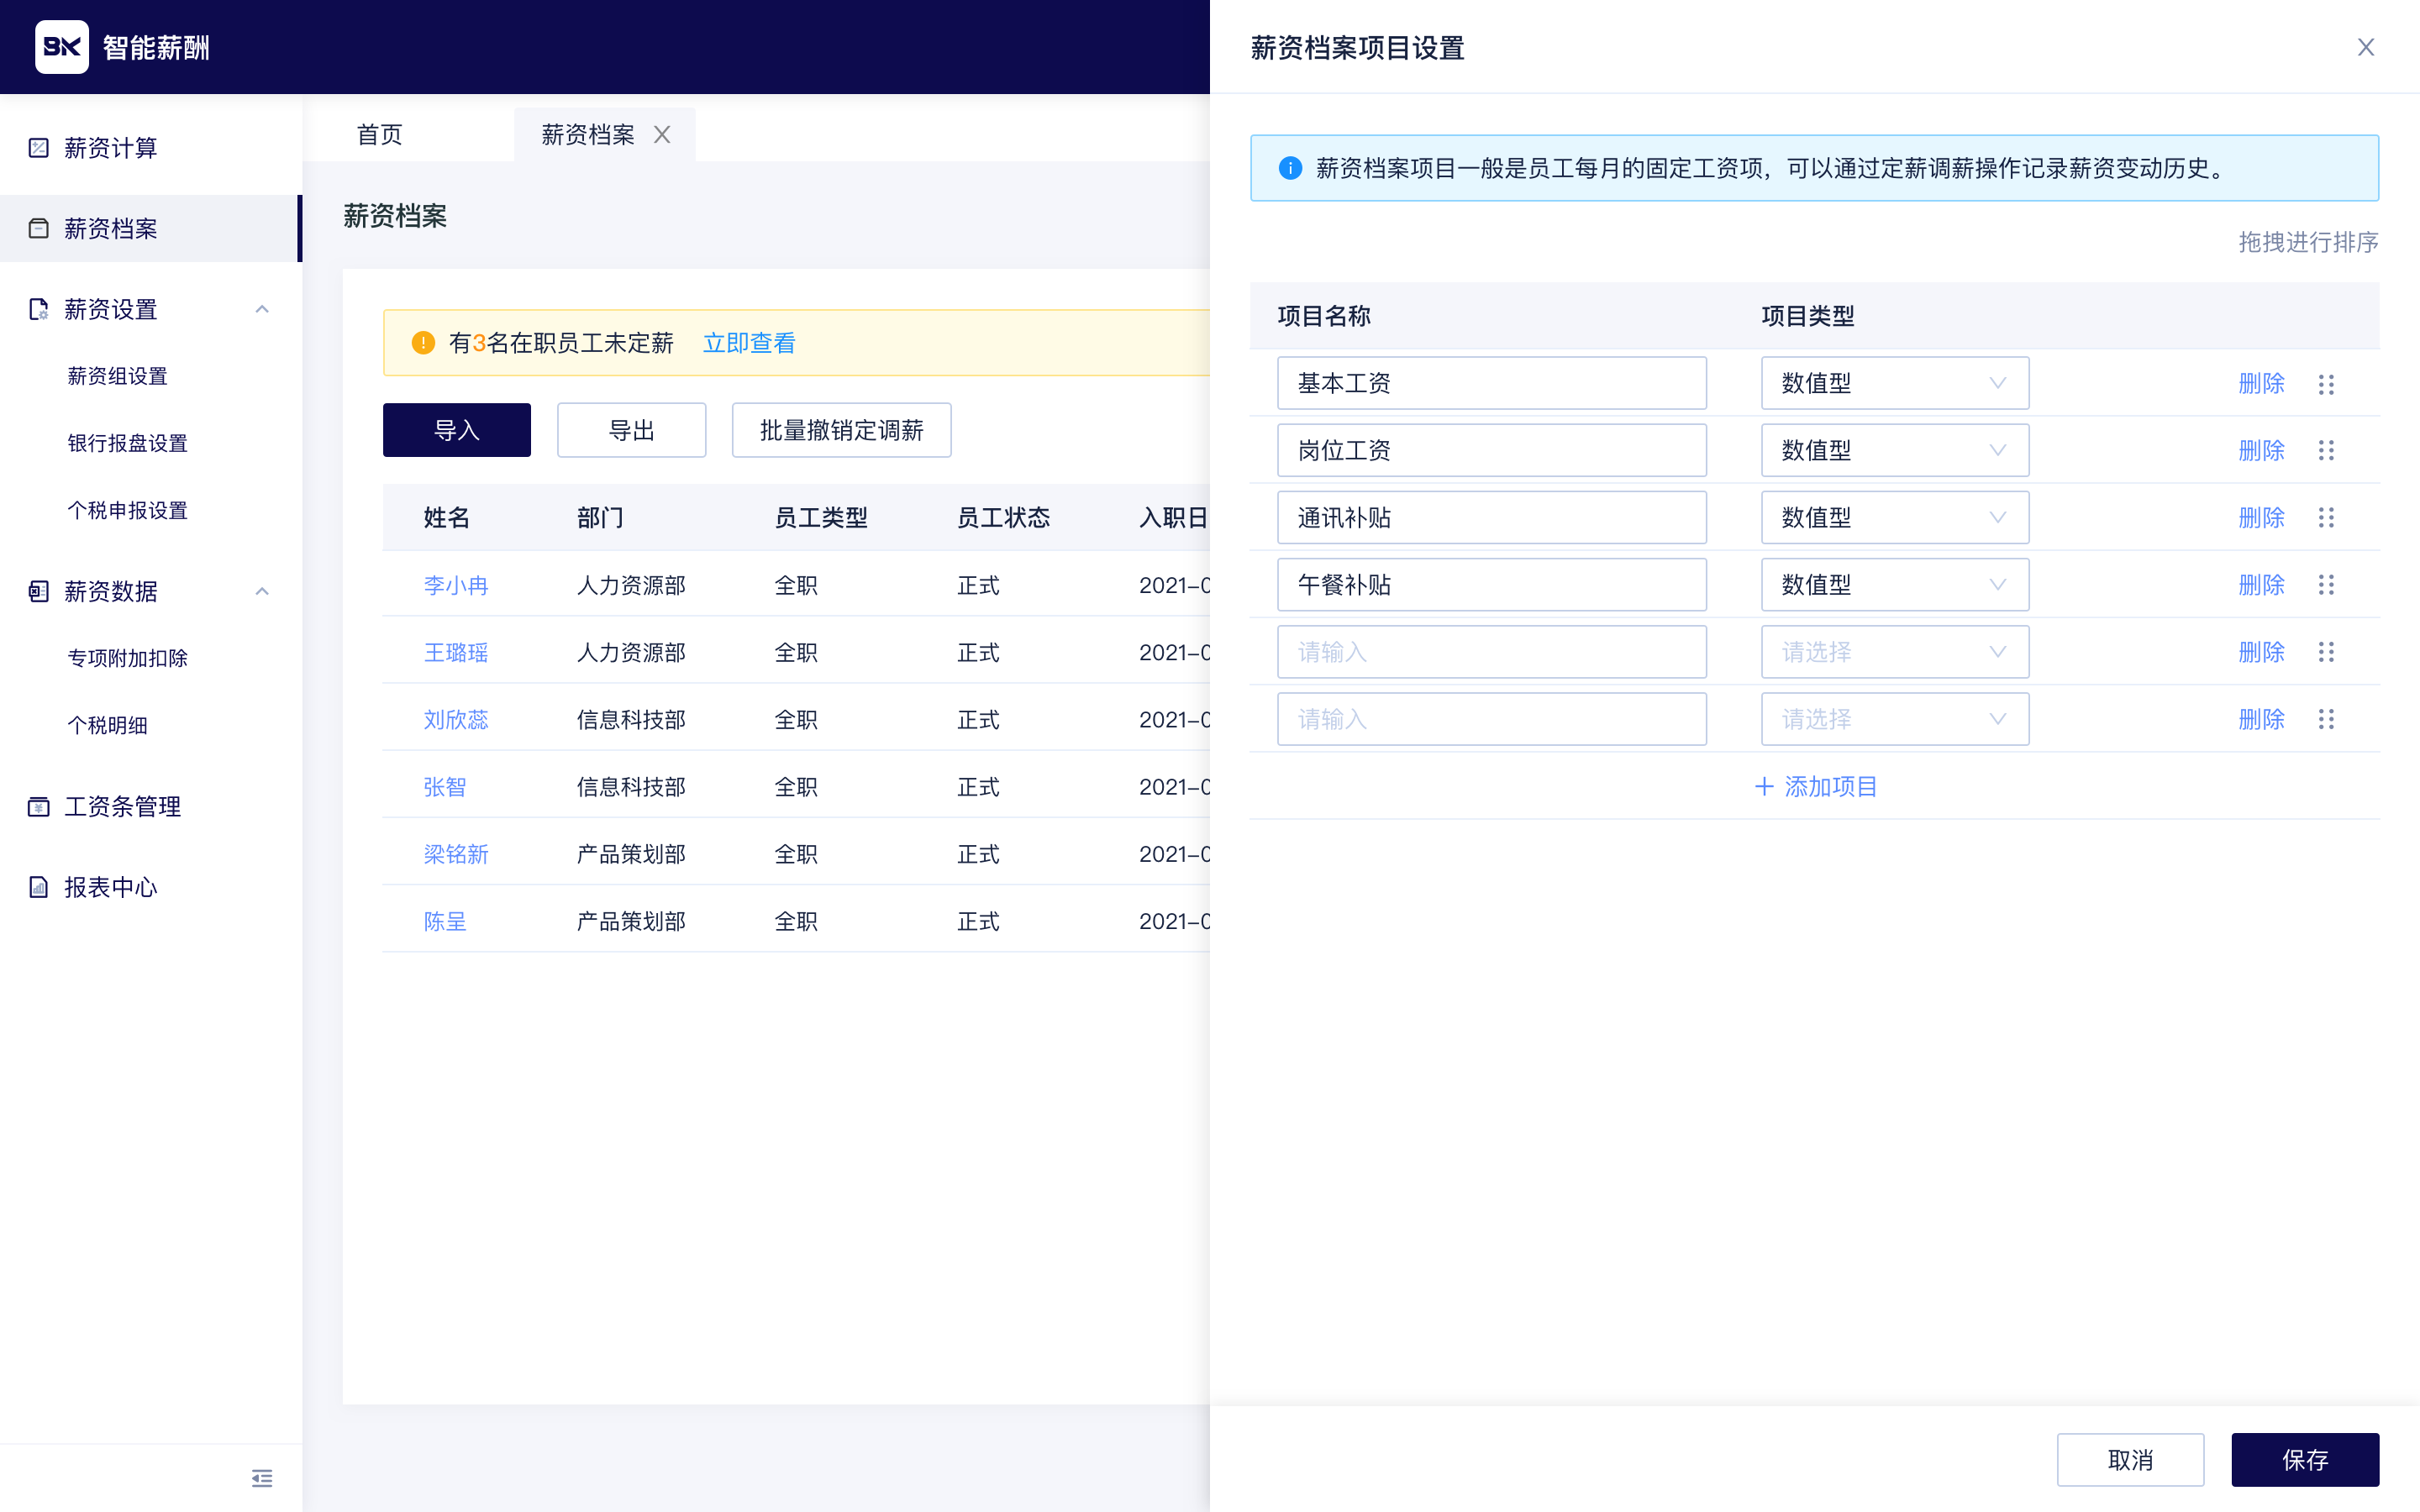 BK 智能薪酬
薪资计算
薪资档案
薪资设置
薪资组设置
银行报盘设置
个税申报设置
薪资数据
专项附加扣除
个税明细
工资条管理
报表中心
首页 薪资档案
薪资档案
有3名在职员工未定薪 立即查看
导入 导出 批量撤销定调薪
姓名 部门 员工类型 员工状态 入职日
李小冉 人力资源部 全职 正式 2021-0
王璐瑶 人力资源部 全职 正式 2021-0
刘欣蕊 信息科技部 全职 正式 2021-0
张智 信息科技部 全职 正式 2021-0
梁铭新 产品策划部 全职 正式 2021-0
陈呈 产品策划部 全职 正式 2021-0
薪资档案项目设置
薪资档案项目一般是员工每月的固定工资项，可以通过定薪调薪操作记录薪资变动历史。
拖拽进行排序
项目名称 项目类型
基本工资 数值型 删除
岗位工资 数值型 删除
通讯补贴 数值型 删除
午餐补贴 数值型 删除
请输入 请选择 删除
请输入 请选择 删除
添加项目
取消 保存